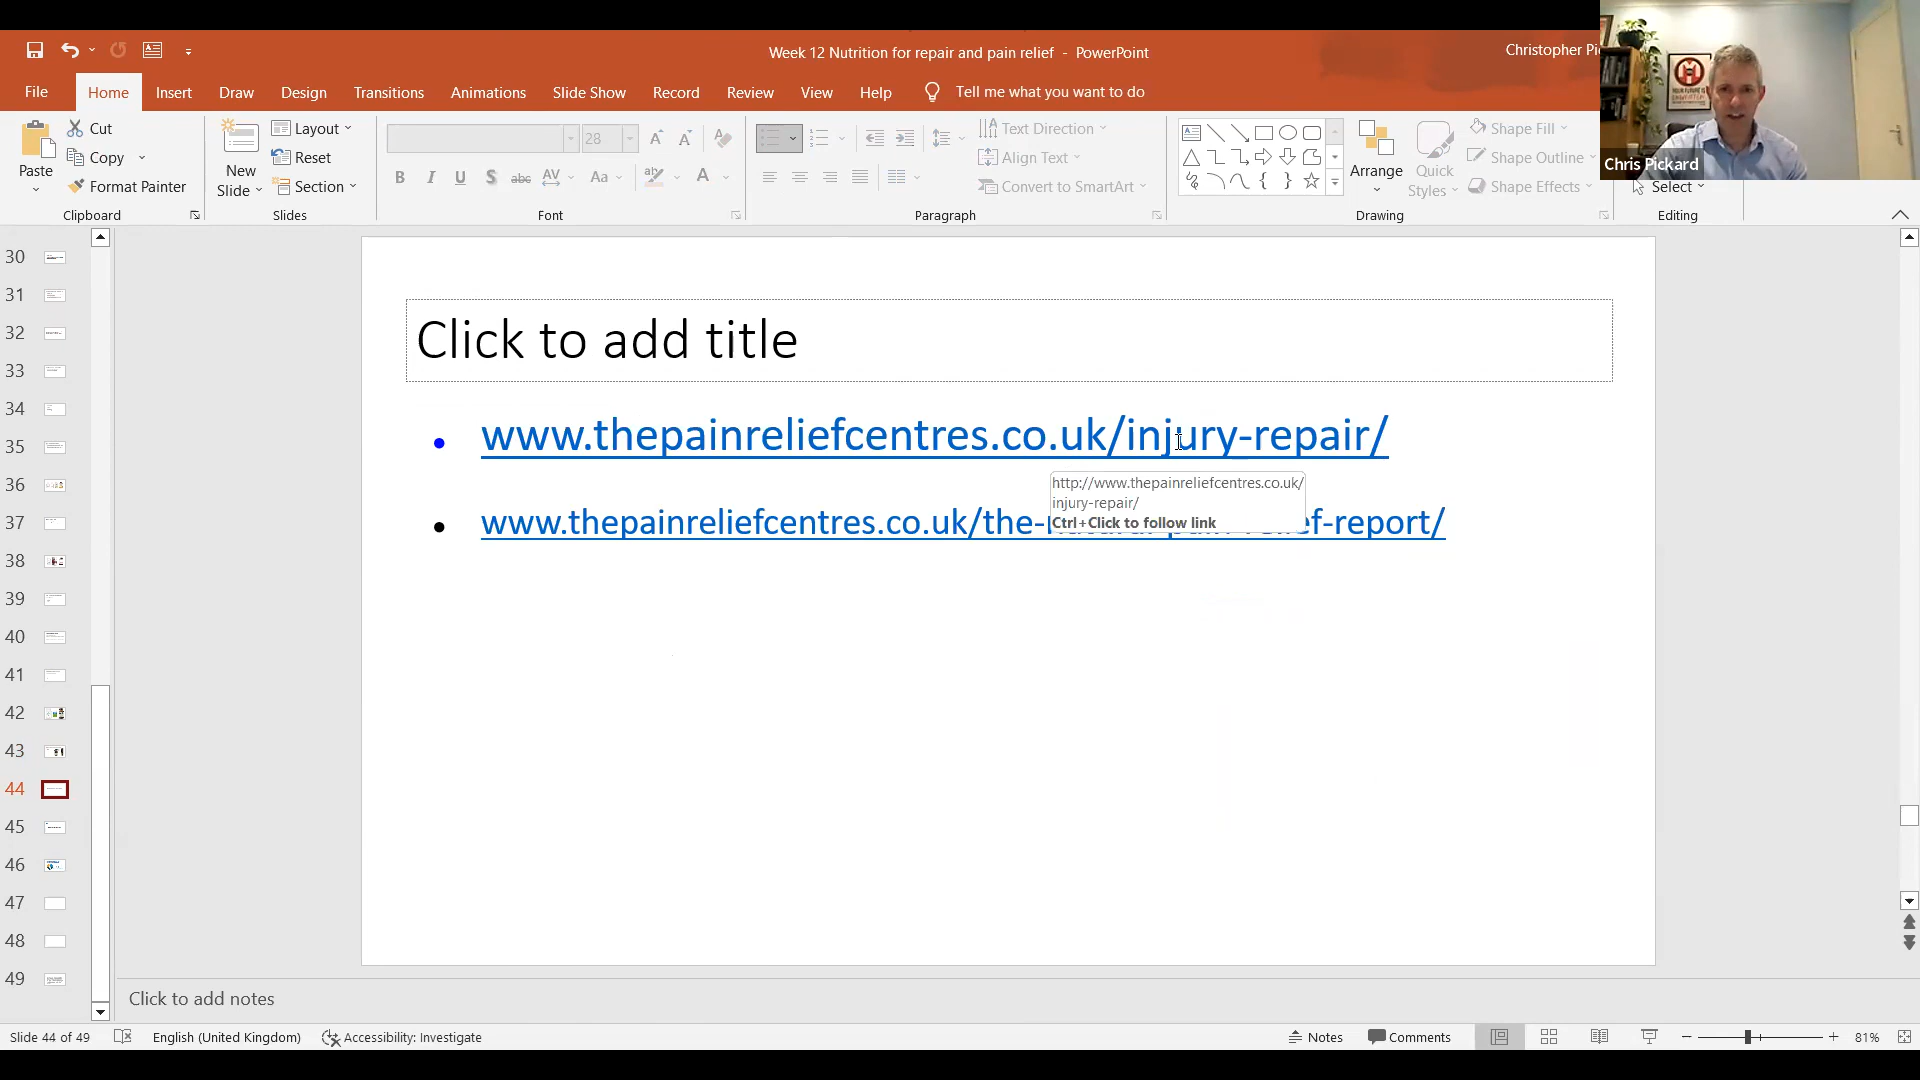 Week 12 Nutrition for repair and pain relief - PowerPoint
Christopher
File Home Insert Draw Design Transitions Animations Slide Show Record Review View Help Tell me what you want to do
Paste
Cut
Copy
Format Painter
Clipboard
New
Slide
Layout
Reset
Section
Slides
28
Font
Paragraph
Text Direction
Align Text
Convert to SmartArt
Arrange
Quick
Styles
Drawing
Shape Fill
Shape Outline
Shape Effects
Select
Editing
Chris Pickard
30
31
32
33
34
35
36
37
38
39
40
41
42
43
44
45
46
47
48
49
Click to add title
www.thepainreliefcentres.co.uk/injury-repair/
http://www.thepainreliefcentres.co.uk/
injury-repair/
Ctrl+Click to follow link
www.thepainreliefcentres.co.uk/the- -report/
Click to add notes
Slide 44 of 49
English (United Kingdom)
Accessibility: Investigate
Notes
Comments
81%